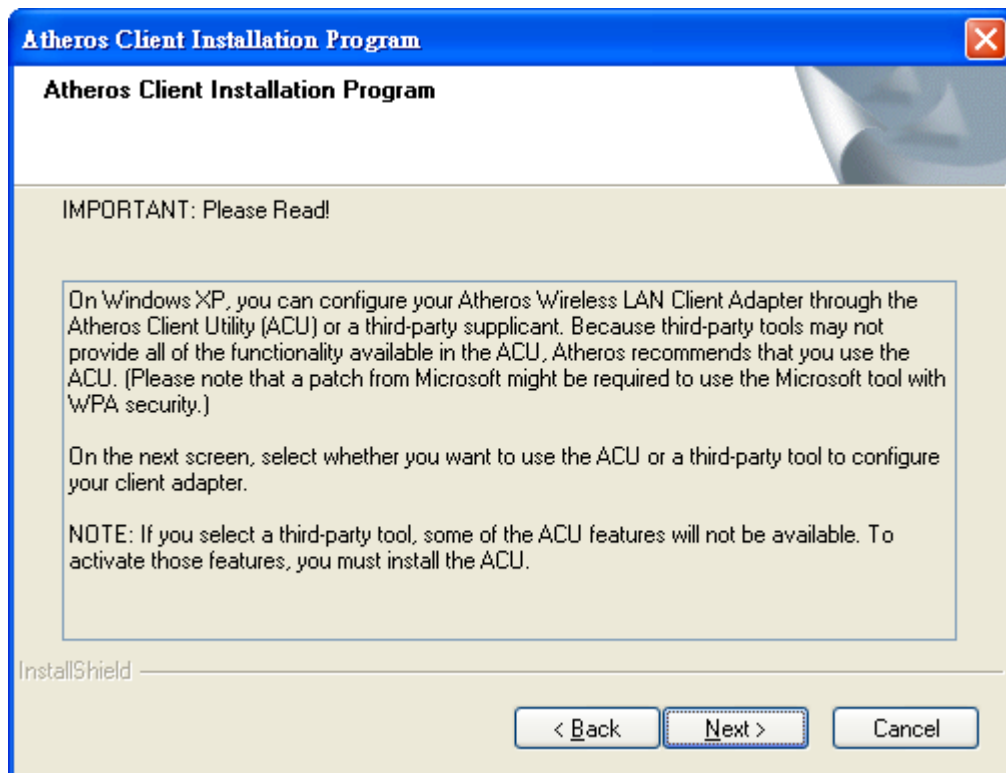 Atheros Client Installation Program
Atheros Client Installation Program
IMPORTANT: Please Read!
On Windows XP, you can configure your Atheros Wireless LAN Client Adapter through the
Atheros Client Utility (ACU) or a third-party supplicant. Because third-party tools may not
provide all of the functionality available in the ACU, Atheros recommends that you use the
ACU. (Please note that a patch from Microsoft might be required to use the Microsoft tool with
WPA security.)
On the next screen, select whether you want to use the ACU or a third-party tool to configure
your client adapter.
NOTE: If you select a third-party tool, some of the ACU features will not be available. To
activate those features, you must install the ACU.
InstallShield
< Back
Next >
Cancel